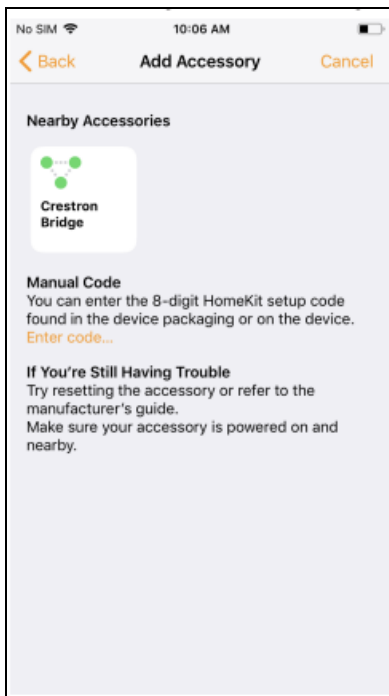 No SIM 10:06 AM
Back Add Accessory Cancel
Nearby Accessories
Crestron
Bridge
Manual Code
You can enter the 8-digit HomeKit setup code
found in the device packaging or on the device.
Enter code...
If You're Still Having Trouble
Try resetting the accessory or refer to the
manufacturer's guide.
Make sure your accessory is powered on and
nearby.